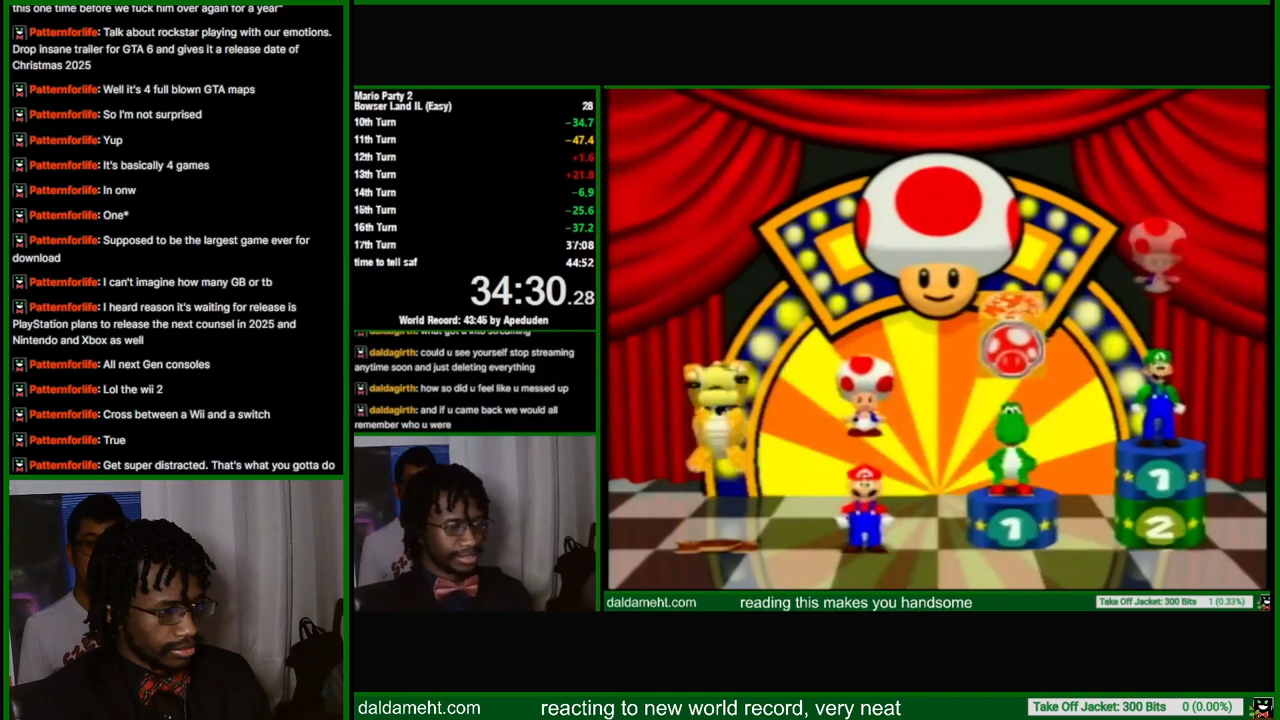 this one time before we fuck him over again for a year"
Patternforlife: Talk about rockstar playing with our emotions.
Drop insane trailer for GTA 6 and gives it a release date of
Christmas 2025
Patternforlife: Well it's 4 full blown GTA maps
Patternforlife: So I'm not surprised
Patternforlife: Yup
Patternforlife: It's basically 4 games
Patternforlife: In onw
Patternforlife: One*
Patternforlife: Supposed to be the largest game ever for
download
Patternforlife: I can't imagine how many GB or tb
Patternforlife: I heard reason it's waiting for release is
PlayStation plans to release the next counsel in 2025 and
Nintendo and Xbox as well
Patternforlife: All next Gen consoles
Patternforlife: Lol the wii 2
Patternforlife: Cross between a Wii and a switch
Patternforlife: True
Patternforlife: Get super distracted. That's what you gotta do
Mario Party 2
Bowser Land IL (Easy) 28
10th Turn −34.7
11th Turn −47.4
12th Turn +1.6
13th Turn +21.8
14th Turn −6.9
15th Turn −25.6
16th Turn −37.2
17th Turn 37:08
time to tell saf 44:52
34:30.28
World Record: 43:45 by Apeduden
daldagirth: what got u into streaming
daldagirth: could u see yourself stop streaming
anytime soon and just deleting everything
daldagirth: how so did u feel like u messed up
daldagirth: and if u came back we would all
remember who u were
1
1
2
daldameht.com reading this makes you handsome Take Off Jacket: 300 Bits 1 (0.33%)
daldameht.com reacting to new world record, very neat Take Off Jacket: 300 Bits 0 (0.00%)